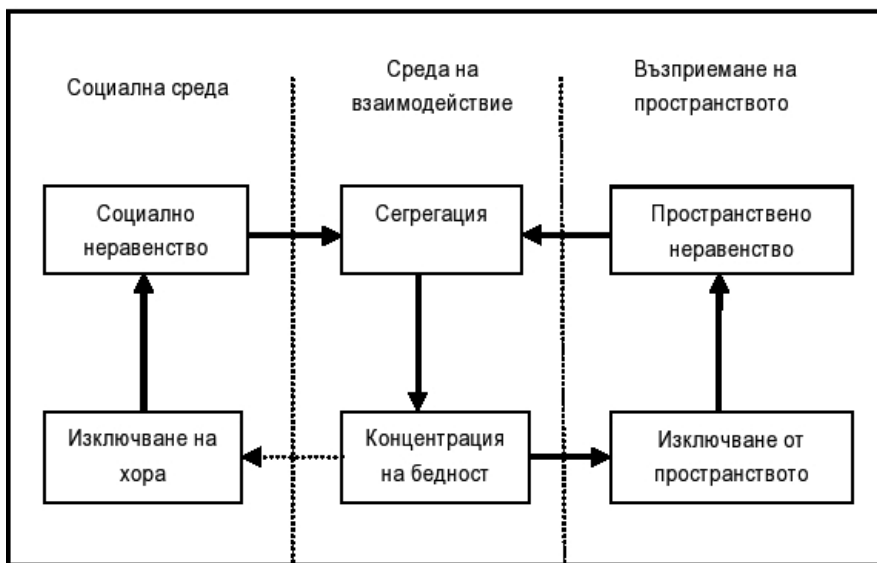 Социална среда
Среда на
взаимодействие
Възприемане на
пространството
Социално
неравенство
Сегрегация
Пространствено
неравенство
Изключване на
хора
Концентрация
на бедност
Изключване от
пространството